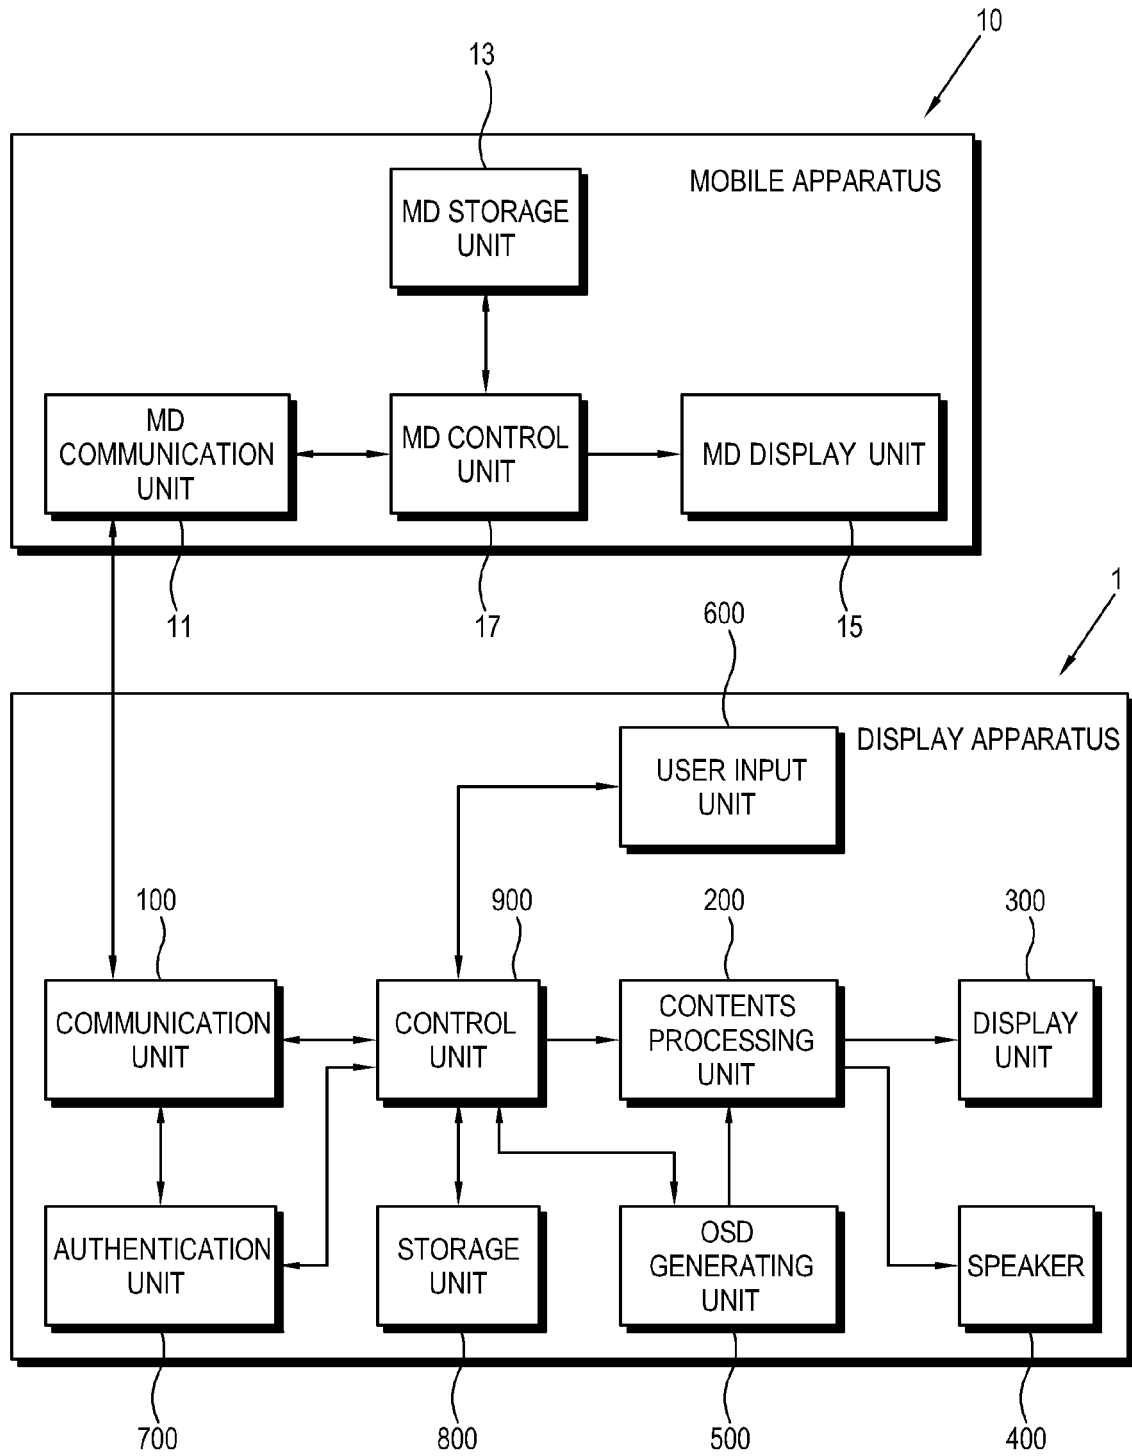 10
13
MOBILE APPARATUS
MD STORAGE
UNIT
MD
COMMUNICATION
UNIT
MD CONTROL
UNIT
MD DISPLAY UNIT
11
17
15
1
600
DISPLAY APPARATUS
USER INPUT
UNIT
100
900
200
300
COMMUNICATION
UNIT
CONTROL
UNIT
CONTENTS
PROCESSING
UNIT
DISPLAY
UNIT
AUTHENTICATION
UNIT
STORAGE
UNIT
OSD
GENERATING
UNIT
SPEAKER
700
800
500
400